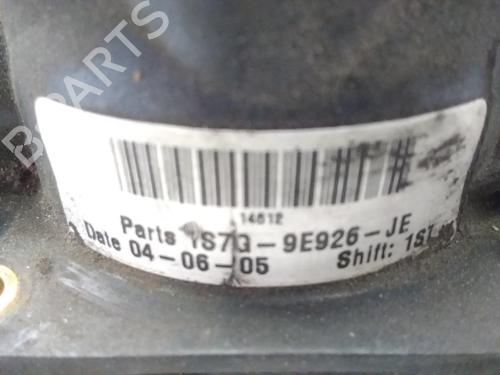 BPARTS
14612
Parts 1S7G-9E926-JE
Date 04-06-05 Shift: 1ST